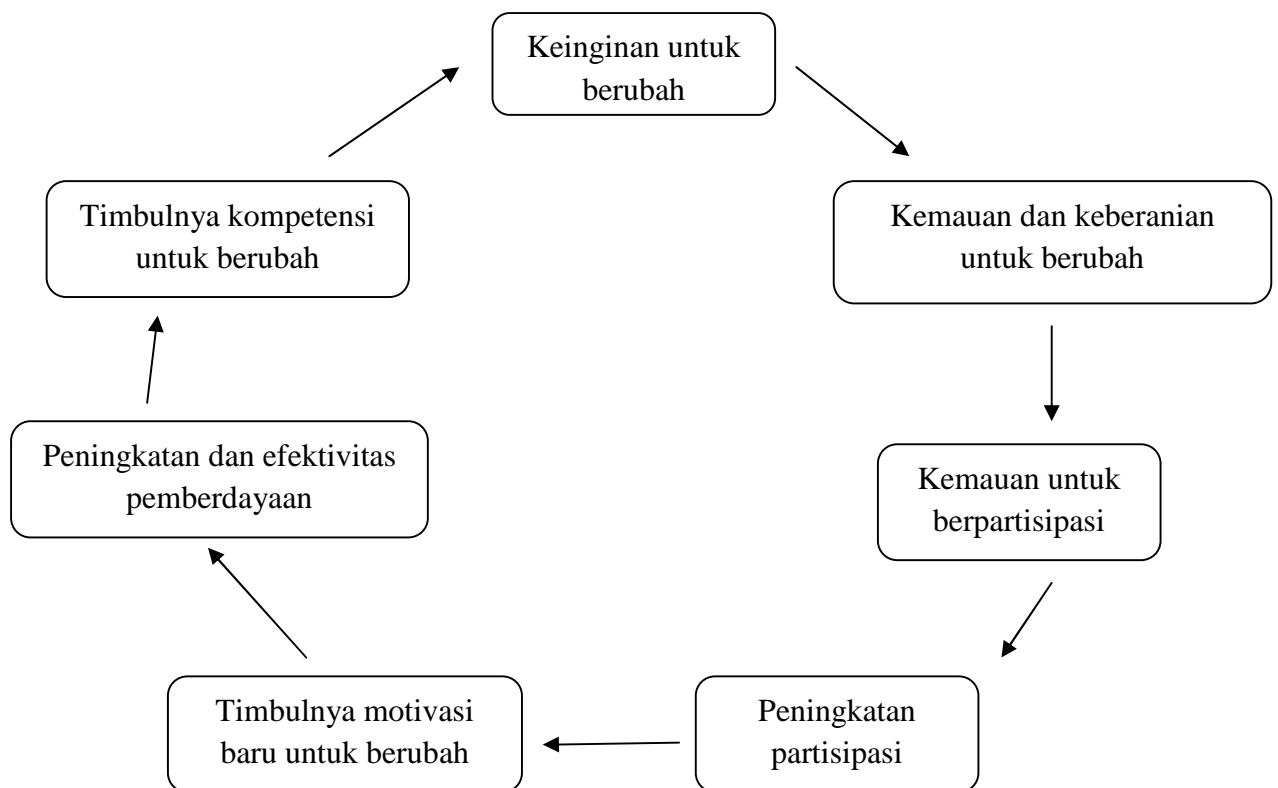 Keinginan untuk
berubah
Kemauan dan keberanian
untuk berubah
Kemauan untuk
berpartisipasi
Peningkatan
partisipasi
Timbulnya motivasi
baru untuk berubah
Peningkatan dan efektivitas
pemberdayaan
Timbulnya kompetensi
untuk berubah